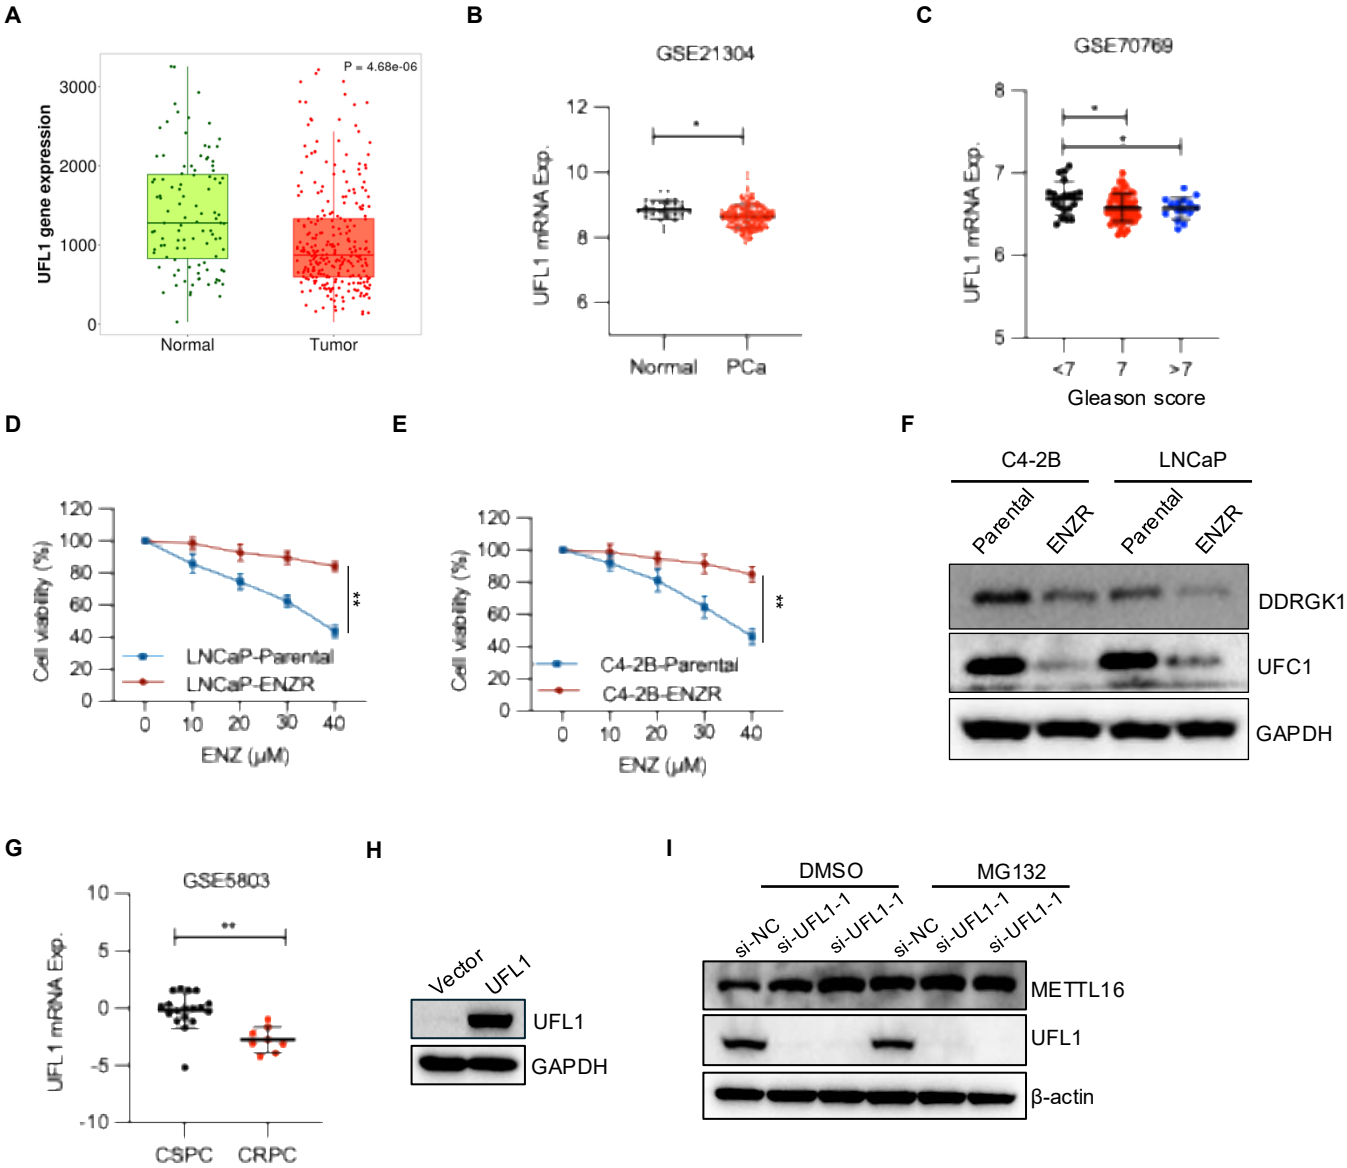 A
P = 4.68e-06
UFL1 gene expression
3000
2000
1000
0
Normal
Tumor
B
GSE21304
UFL1 mRNA Exp.
12
10
8
6
*
Normal
PCa
C
GSE70769
UFL1 mRNA Exp.
8
7
6
5
*
*
<7
7
>7
Gleason score
D
Cell viability (%)
120
100
80
60
40
20
0
**
LNCaP-Parental
LNCaP-ENZR
0
10
20
30
40
ENZ (μM)
E
Cell viability (%)
120
100
80
60
40
20
0
**
C4-2B-Parental
C4-2B-ENZR
0
10
20
30
40
ENZ (μM)
F
C4-2B
LNCaP
Parental
ENZR
Parental
ENZR
DDRGK1
UFC1
GAPDH
G
GSE5803
UFL1 mRNA Exp.
10
5
0
-5
-10
**
CSPC
CRPC
H
Vector
UFL1
UFL1
GAPDH
I
DMSO
MG132
si-NC
si-UFL1-1
si-UFL1-1
si-NC
si-UFL1-1
si-UFL1-1
METTL16
UFL1
β-actin